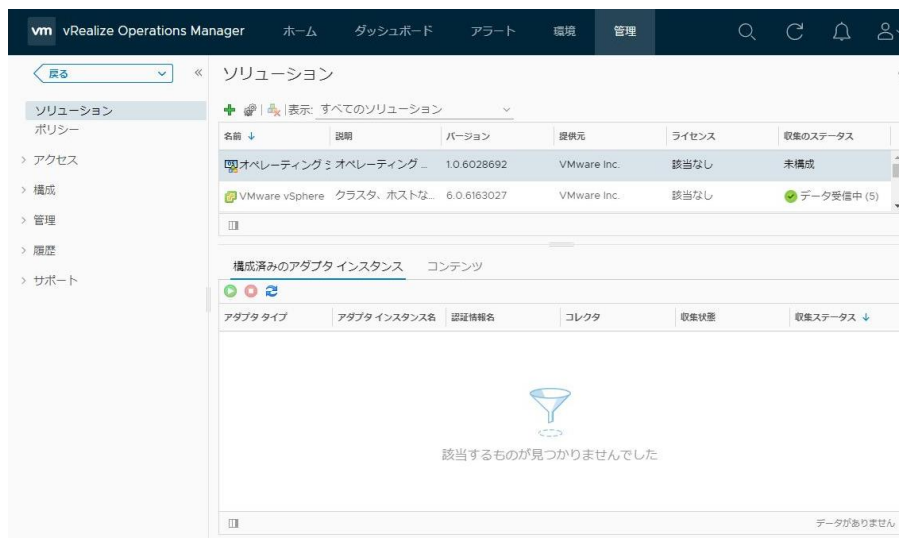 vm vRealize Operations Manager ホーム ダッシュボード アラート 環境 管理
戻る
ソリューション
ポリシー
アクセス
構成
管理
履歴
サポート
ソリューション
表示: すべてのソリューション
名前 説明 バージョン 提供元 ライセンス 収集のステータス
オペレーティング ミ オペレーティング ... 1.0.6028692 VMware Inc. 該当なし 未構成
VMware vSphere クラスタ、ホストな... 6.0.6163027 VMware Inc. 該当なし データ受信中 (5)
構成済みのアダプタ インスタンス コンテンツ
アダプタ タイプ アダプタ インスタンス名 認証情報名 コレクタ 収集状態 収集ステータス
該当するものが見つかりませんでした
データがありません